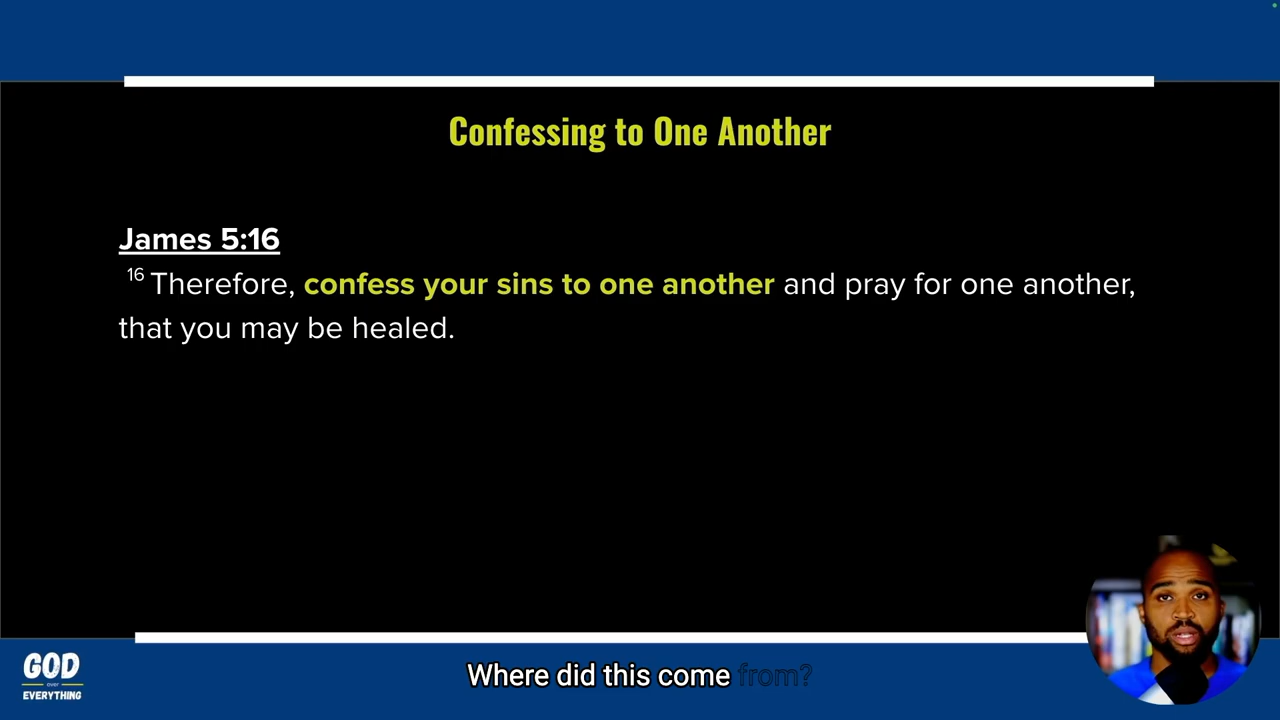 Confessing to One Another
James 5:16
16 Therefore, confess your sins to one another and pray for one another,
that you may be healed.
GOD
over
EVERYTHING
Where did this come from?